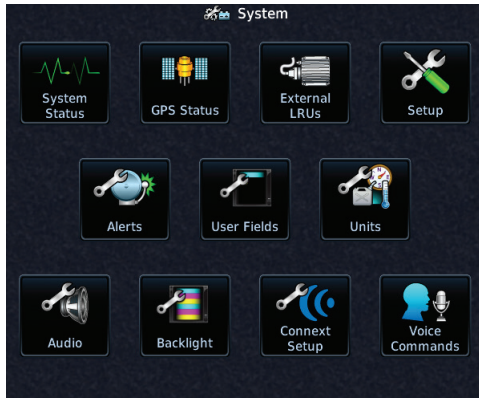 System
System
Status
GPS Status
External
LRUs
Setup
Alerts
User Fields
Units
Audio
Backlight
Connext
Setup
Voice
Commands